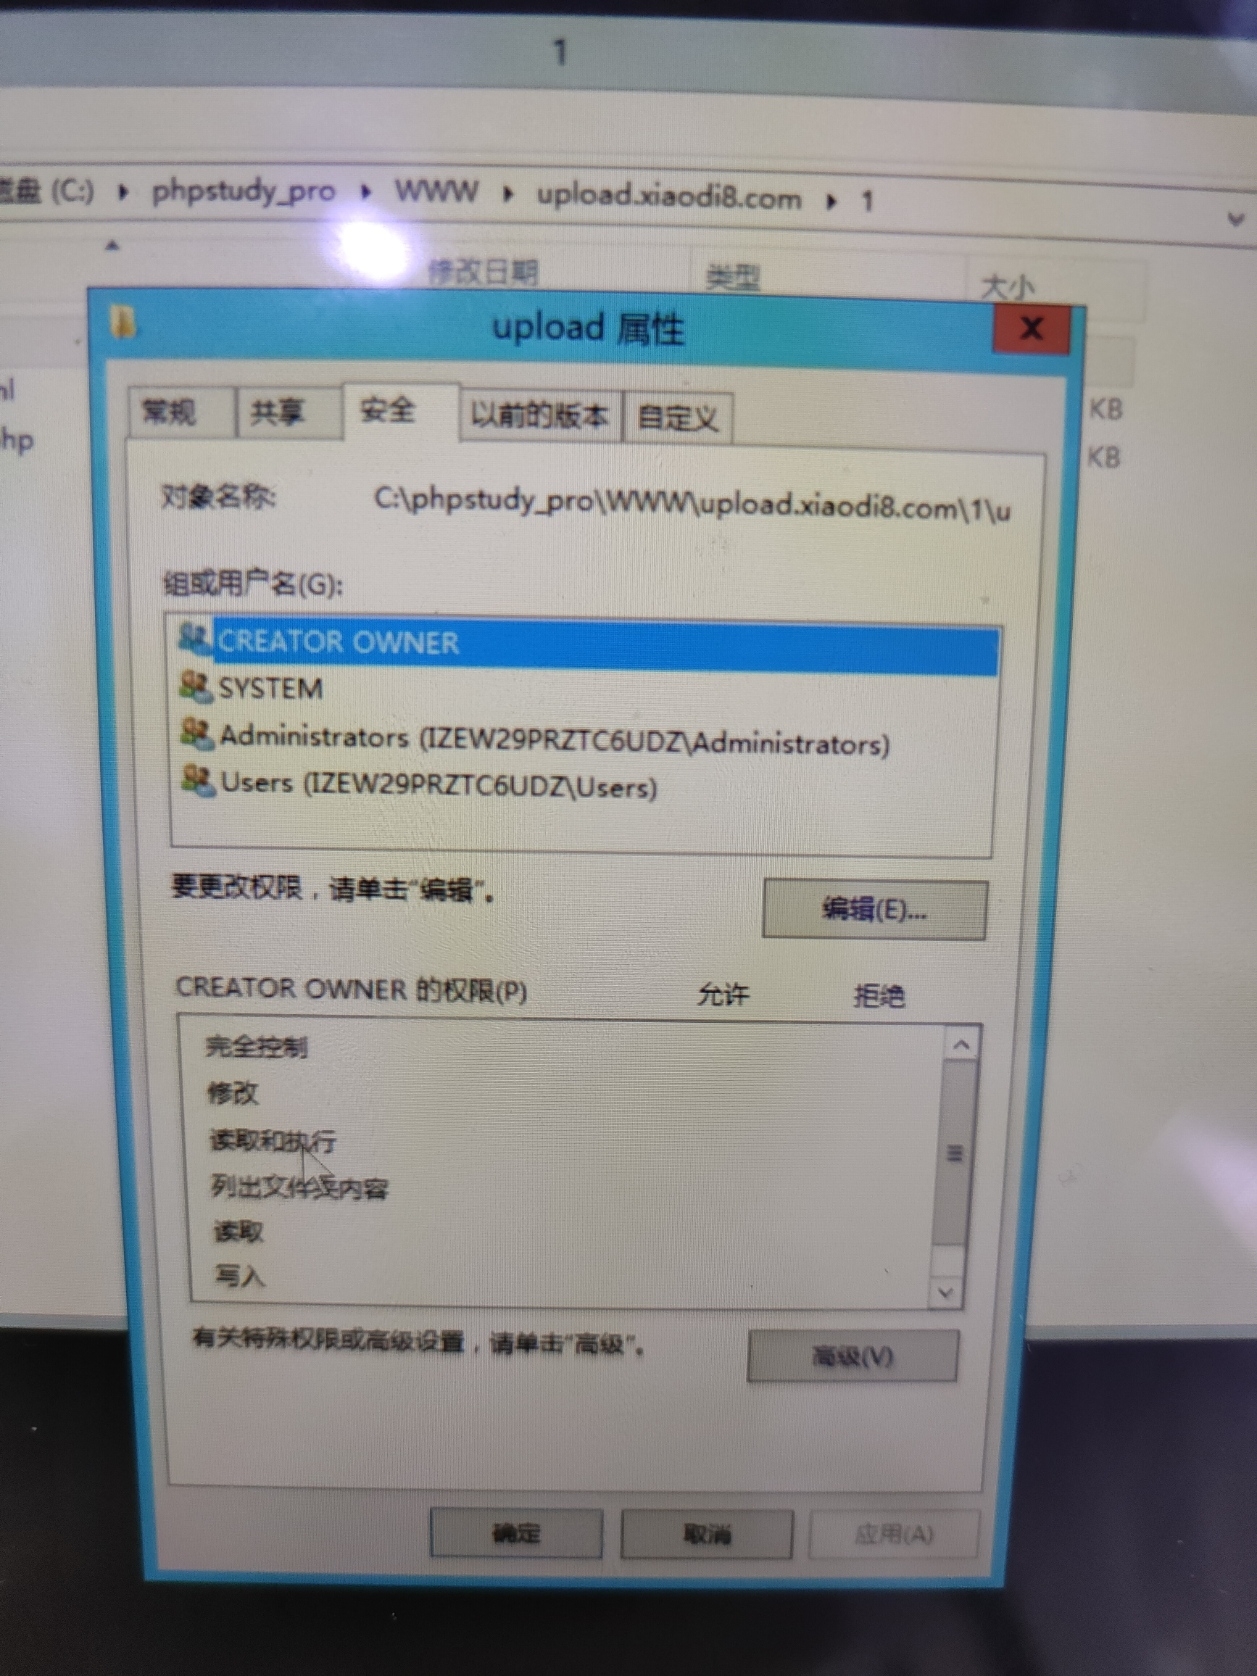 1
(C:) ▸ phpstudy_pro ▸ WWW ▸ upload.xiaodi8.com ▸ 1
修改日期 类型 大小
upload 属性
常规 共享 安全 以前的版本 自定义
KB
hp KB
对象名称: C:\phpstudy_pro\WWW\upload.xiaodi8.com\1\u
组或用户名(G):
CREATOR OWNER
SYSTEM
Administrators (IZEW29PRZTC6UDZ\Administrators)
Users (IZEW29PRZTC6UDZ\Users)
要更改权限，请单击"编辑"。
编辑(E)...
CREATOR OWNER 的权限(P) 允许 拒绝
完全控制
修改
读取和执行
列出文件夹内容
读取
写入
有关特殊权限或高级设置，请单击"高级"。
高级(V)
确定 取消 应用(A)